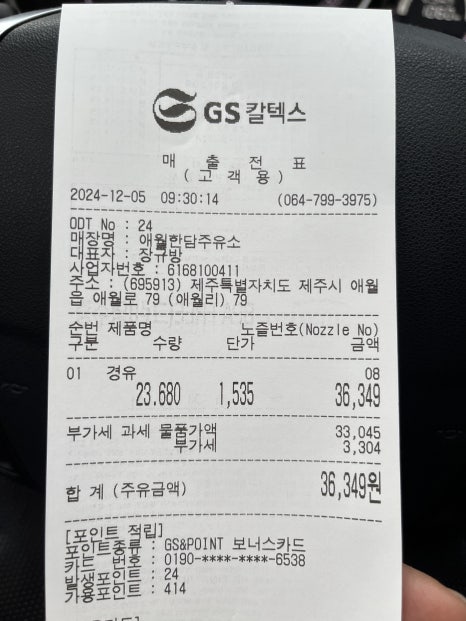 GS 칼텍스
매 출 전 표
( 고 객 용 )
2024-12-05 09:30:14 (064-799-3975)
ODT No : 24
매장명 : 애월한담주유소
대표자 : 장규방
사업자번호 : 6168100411
주소 : (695913) 제주특별자치도 제주시 애월
읍 애월로 79 (애월리) 79
순번 제품명 노즐번호(Nozzle No)
구분 수량 단가 금액
01 경유 08
23.680 1,535 36,349
부가세 과세 물품가액 33,045
부가세 3,304
합 계 (주유금액) 36,349원
[포인트 적립]
포인트종류 : GS&POINT 보너스카드
카드 번호 : 0190-****-****-6538
발생포인트 : 24
가용포인트 : 414